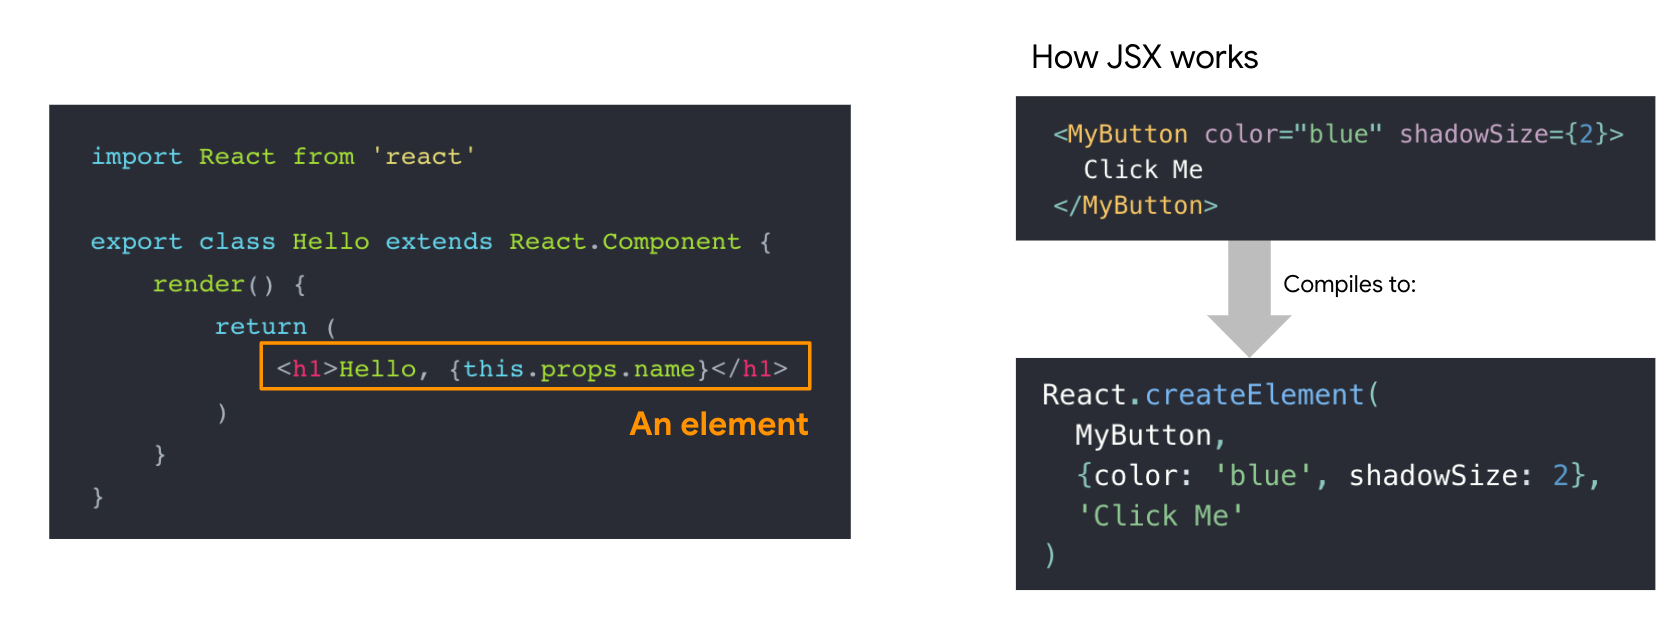 import React from 'react'
export class Hello extends React.Component {
render() {
return (
<h1>Hello, {this.props.name}</h1>
)
An element
}
}
How JSX works
<MyButton color="blue" shadowSize={2}>
Click Me
</MyButton>
Compiles to:
React.createElement(
MyButton,
{color: 'blue', shadowSize: 2},
'Click Me'
)